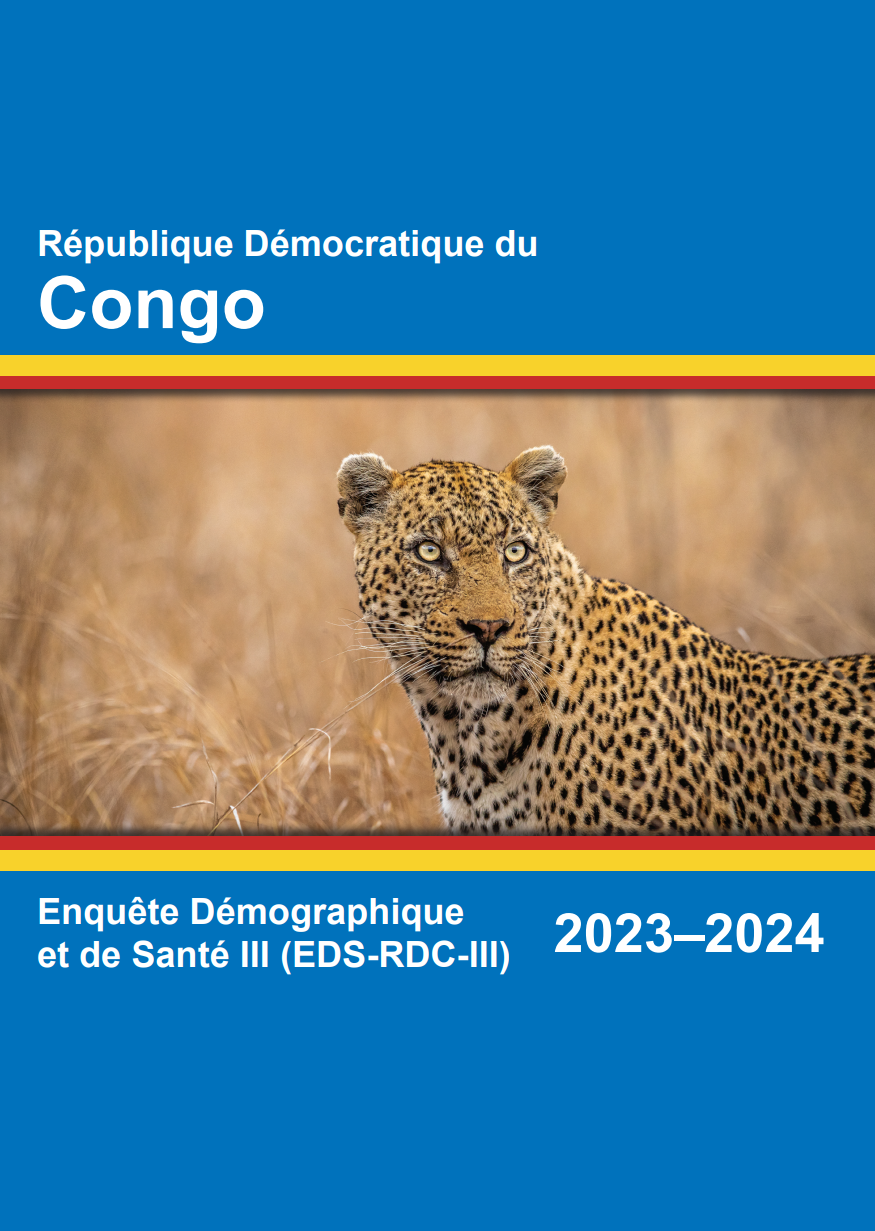 République Démocratique du
Congo
Enquête Démographique
et de Santé III (EDS-RDC-III)
2023–2024